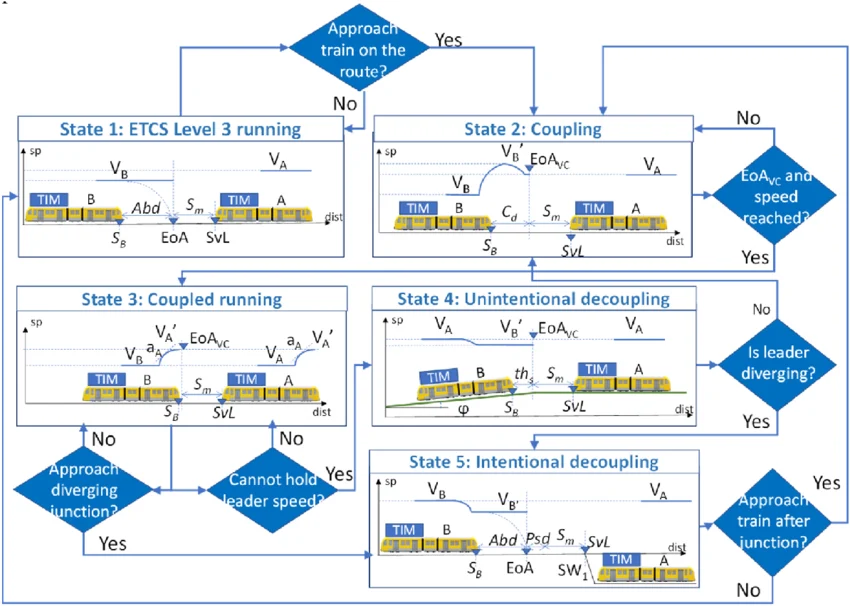 Approach
train on the
route?
Yes
No
State 1: ETCS Level 3 running
sp
V_B
V_A
TIM
B
Abd
S_m
TIM
A
dist
S_B
EoA
SvL
State 2: Coupling
sp
V_B'
EoA_VC
V_A
V_B
TIM
B
C_d
S_m
TIM
A
dist
S_B
SvL
No
EoA_VC and
speed
reached?
Yes
State 3: Coupled running
sp
V_A'
a_A
EoA_VC
V_B
a_A
V_A'
V_A
TIM
B
S_m
TIM
A
S_B
SvL
dist
State 4: Unintentional decoupling
sp
V_A
V_B'
EoA_VC
V_A
TIM
B
th_s
S_m
TIM
A
φ
S_B
SvL
dist
No
Is leader
diverging?
Yes
No
Approach
diverging
junction?
Yes
No
Cannot hold
leader speed?
Yes
State 5: Intentional decoupling
sp
V_B
V_B'
V_A
TIM
B
Abd
Psd
S_m
SvL
dist
S_B
EoA
SW_1
TIM
A
Approach
train after
junction?
Yes
No